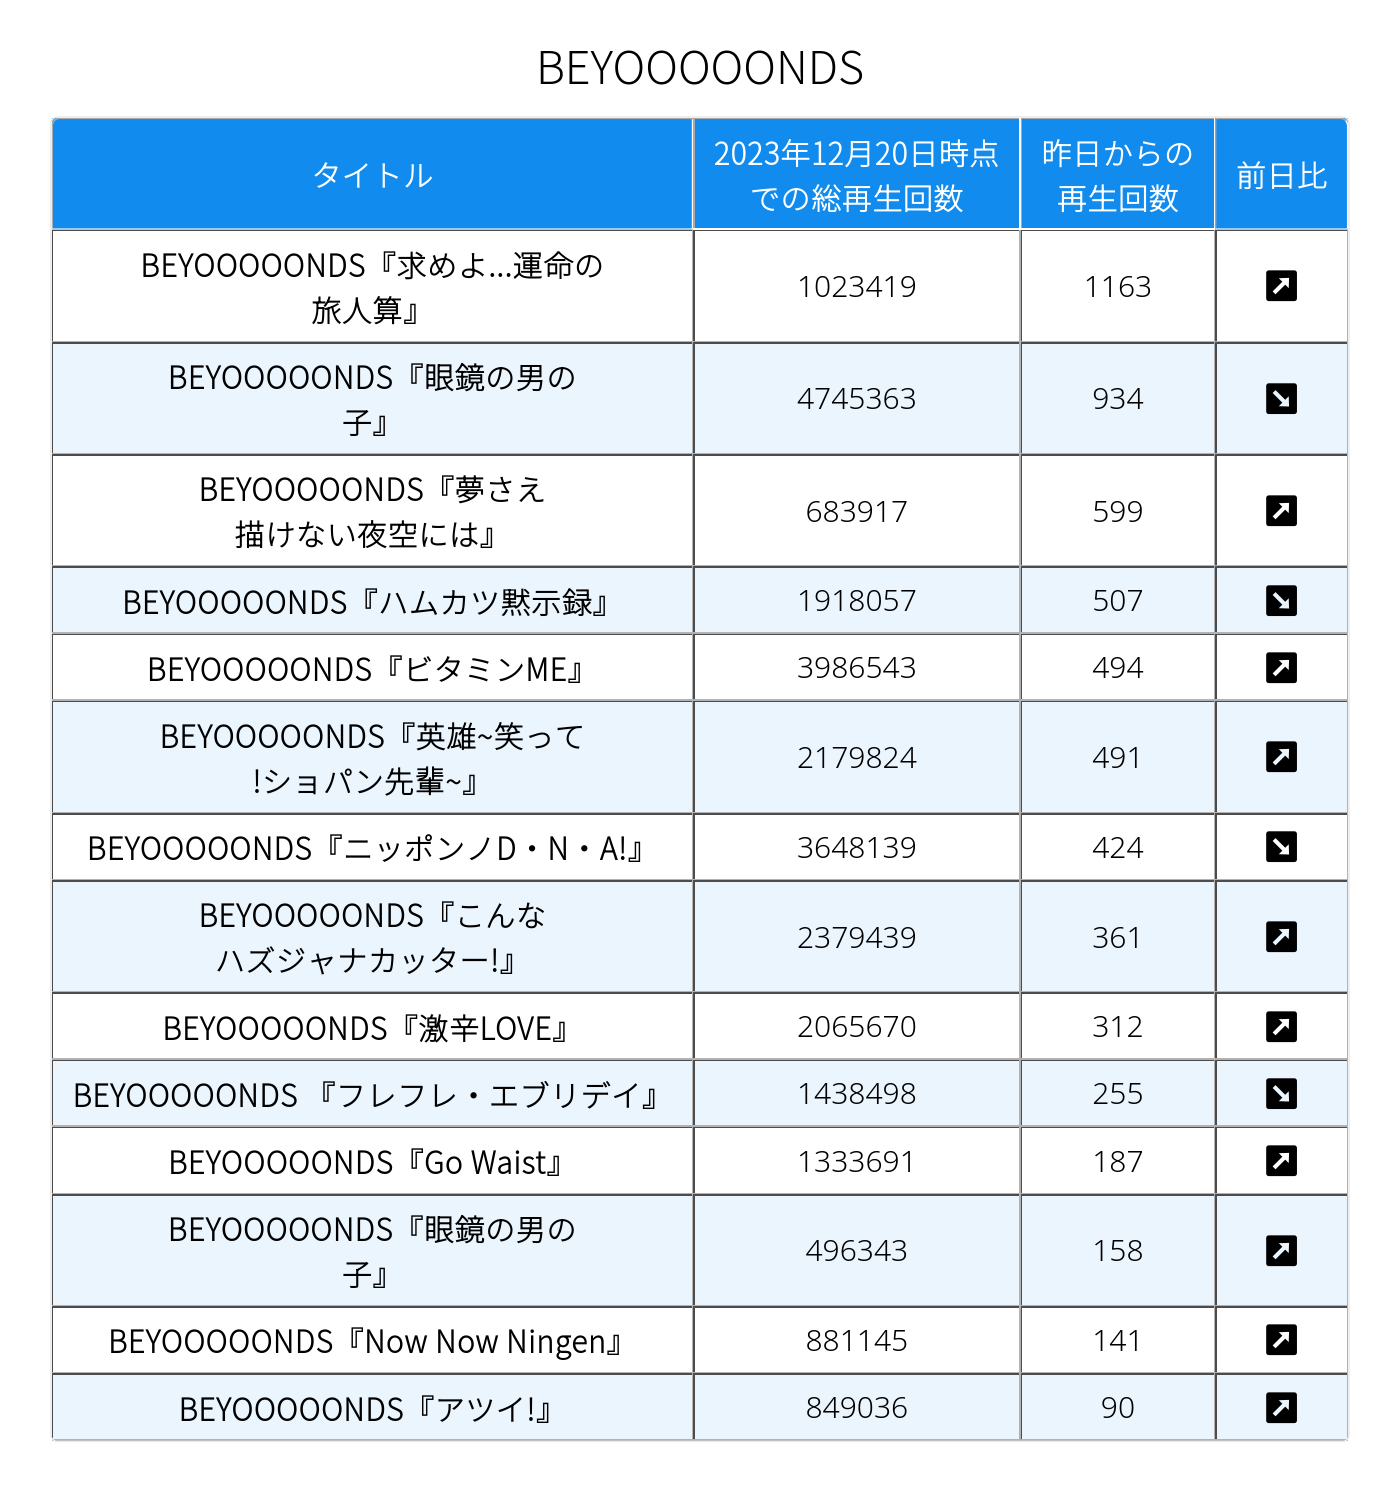 BEYOOOOONDS
タイトル
2023年12月20日時点
での総再生回数
昨日からの
再生回数
前日比
BEYOOOOONDS『求めよ...運命の
旅人算』
1023419
1163
BEYOOOOONDS『眼鏡の男の
子』
4745363
934
BEYOOOOONDS『夢さえ
描けない夜空には』
683917
599
BEYOOOOONDS『ハムカツ黙示録』
1918057
507
BEYOOOOONDS『ビタミンME』
3986543
494
BEYOOOOONDS『英雄~笑って
!ショパン先輩~』
2179824
491
BEYOOOOONDS『ニッポンノD・N・A!』
3648139
424
BEYOOOOONDS『こんな
ハズジャナカッター!』
2379439
361
BEYOOOOONDS『激辛LOVE』
2065670
312
BEYOOOOONDS 『フレフレ・エブリデイ』
1438498
255
BEYOOOOONDS『Go Waist』
1333691
187
BEYOOOOONDS『眼鏡の男の
子』
496343
158
BEYOOOOONDS『Now Now Ningen』
881145
141
BEYOOOOONDS『アツイ!』
849036
90